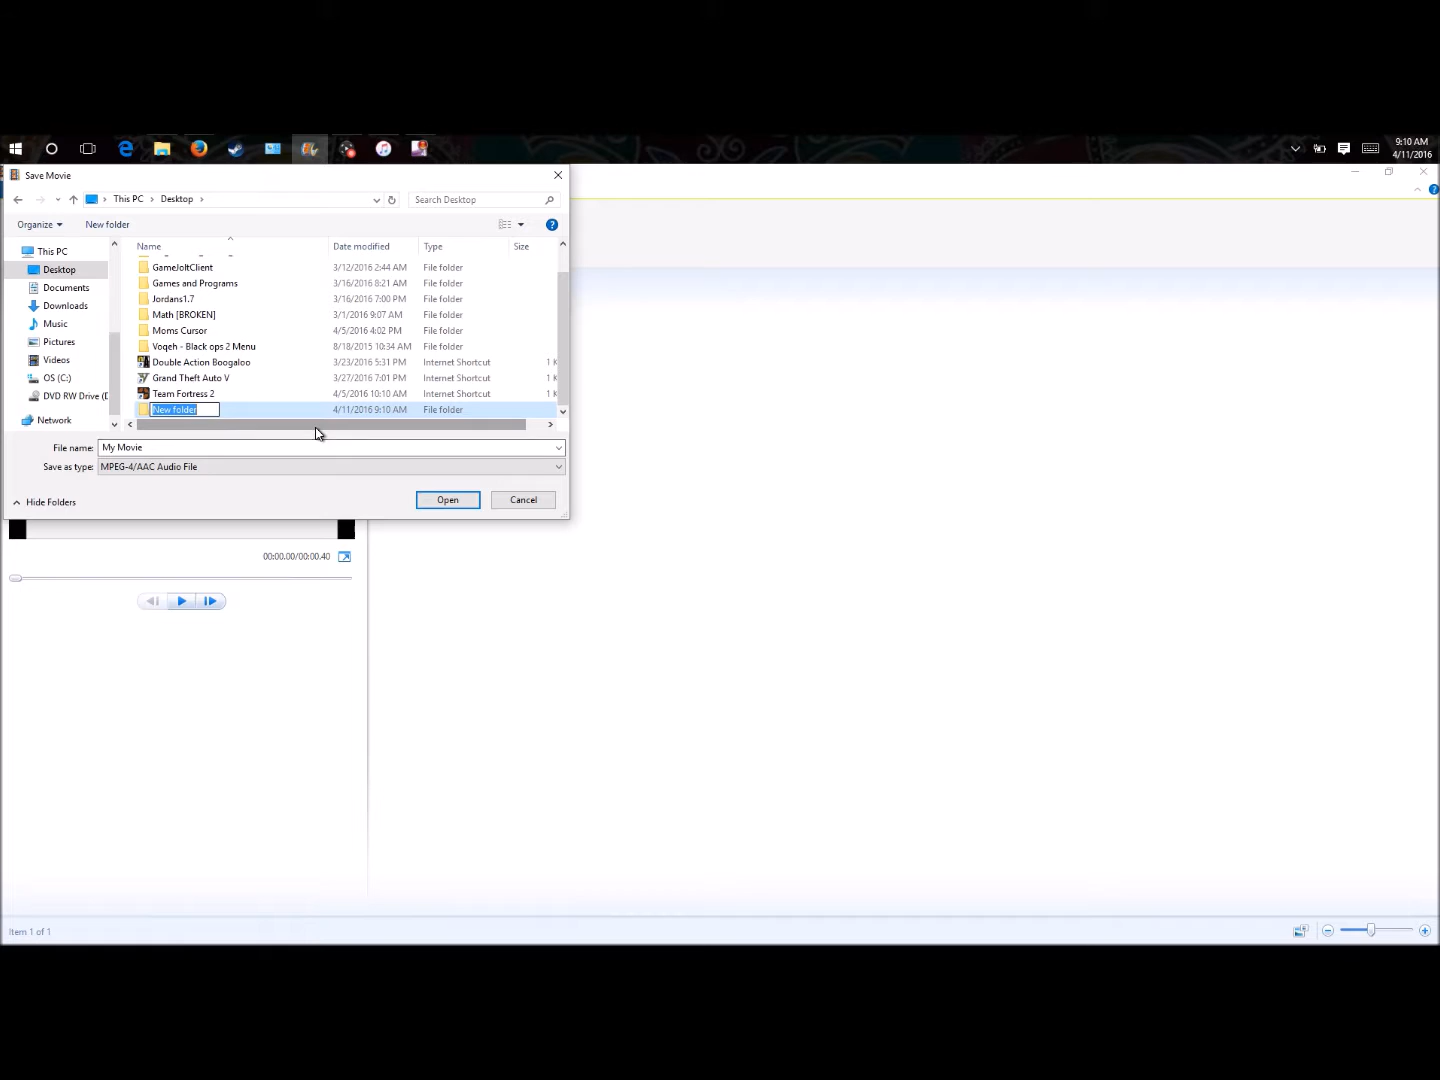 9:10 AM
4/11/2016
Save Movie
This PC > Desktop >
Search Desktop
Organize
New folder
Name Date modified Type Size
This PC
Desktop
Documents
Downloads
Music
Pictures
Videos
OS (C:)
DVD RW Drive (D
Network
GameJoltClient 3/12/2016 2:44 AM File folder
Games and Programs 3/16/2016 8:21 AM File folder
Jordans1.7 3/16/2016 7:00 PM File folder
Math [BROKEN] 3/1/2016 9:07 AM File folder
Moms Cursor 4/5/2016 4:02 PM File folder
Voqeh - Black ops 2 Menu 8/18/2015 10:34 AM File folder
Double Action Boogaloo 3/23/2016 5:31 PM Internet Shortcut 1 K
Grand Theft Auto V 3/27/2016 7:01 PM Internet Shortcut 1 K
Team Fortress 2 4/5/2016 10:10 AM Internet Shortcut 1 K
New folder 4/11/2016 9:10 AM File folder
File name: My Movie
Save as type: MPEG-4/AAC Audio File
Hide Folders
Open
Cancel
00:00.00/00:00.40
Item 1 of 1